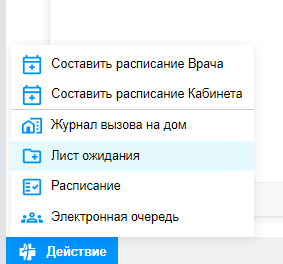 Составить расписание Врача
Составить расписание Кабинета
Журнал вызова на дом
Лист ожидания
Расписание
Электронная очередь
Действие